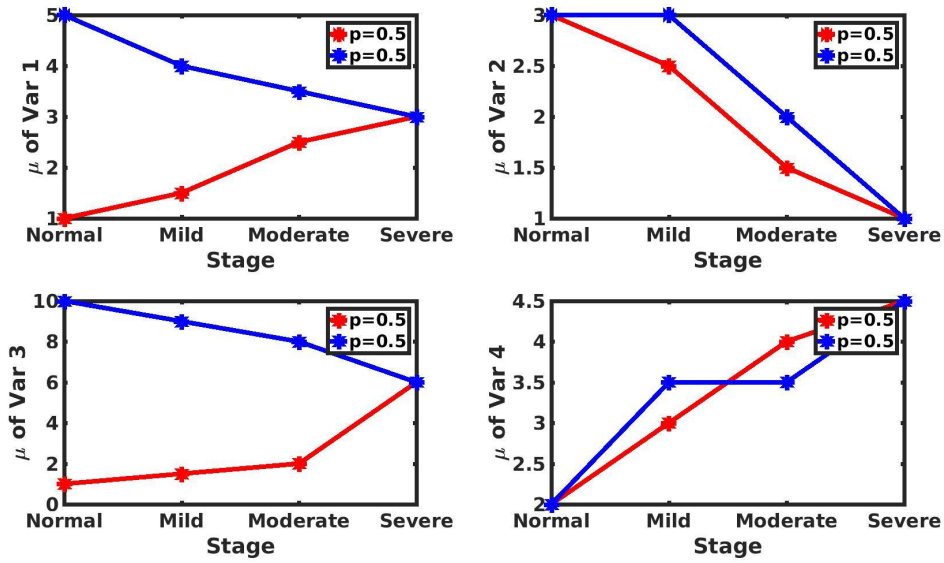 μ of Var 1
5
4
3
2
1
p=0.5
p=0.5
Normal Mild Moderate Severe
Stage
μ of Var 2
3
2.5
2
1.5
1
p=0.5
p=0.5
Normal Mild Moderate Severe
Stage
μ of Var 3
10
8
6
4
2
0
p=0.5
p=0.5
Normal Mild Moderate Severe
Stage
μ of Var 4
4.5
4
3.5
3
2.5
2
p=0.5
p=0.5
Normal Mild Moderate Severe
Stage